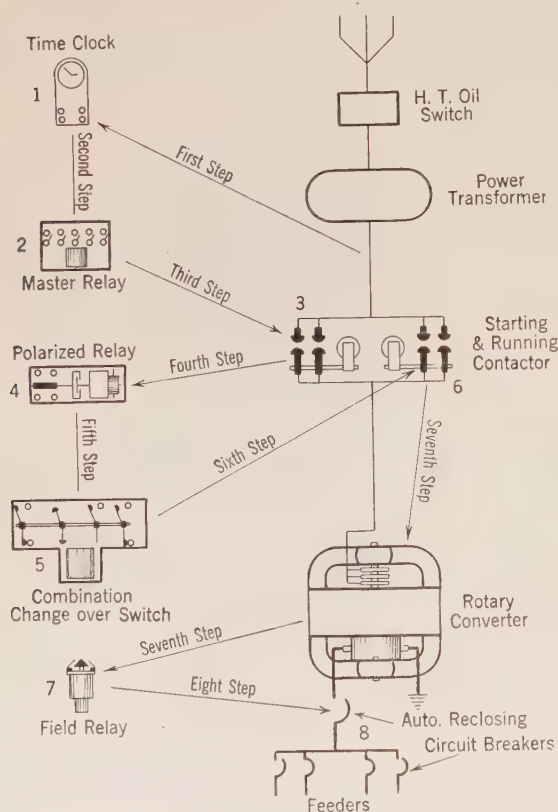 Time Clock
1
Second Step
2
Master Relay
First Step
H. T. Oil
Switch
Power
Transformer
Third Step
3
Starting
& Running
Contactor
6
Polarized Relay
4
Fourth Step
Fifth Step
Sixth Step
Seventh Step
5
Combination
Change over Switch
Rotary
Converter
Seventh Step
7
Field Relay
Eight Step
8
Auto. Reclosing
Circuit Breakers
Feeders